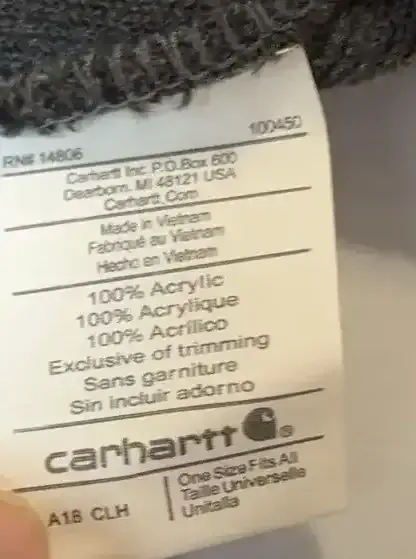 RN# 14806 100450
Carhartt Inc. P.O.Box 600
Dearborn, MI 48121 USA
Carhartt.Com
Made in Vietnam
Fabriqué au Vietnam
Hecho en Vietnam
100% Acrylic
100% Acrylique
100% Acrílico
Exclusive of trimming
Sans garniture
Sin incluir adorno
carhartt
A18 CLH
One Size Fits All
Taille Universelle
Unitalla